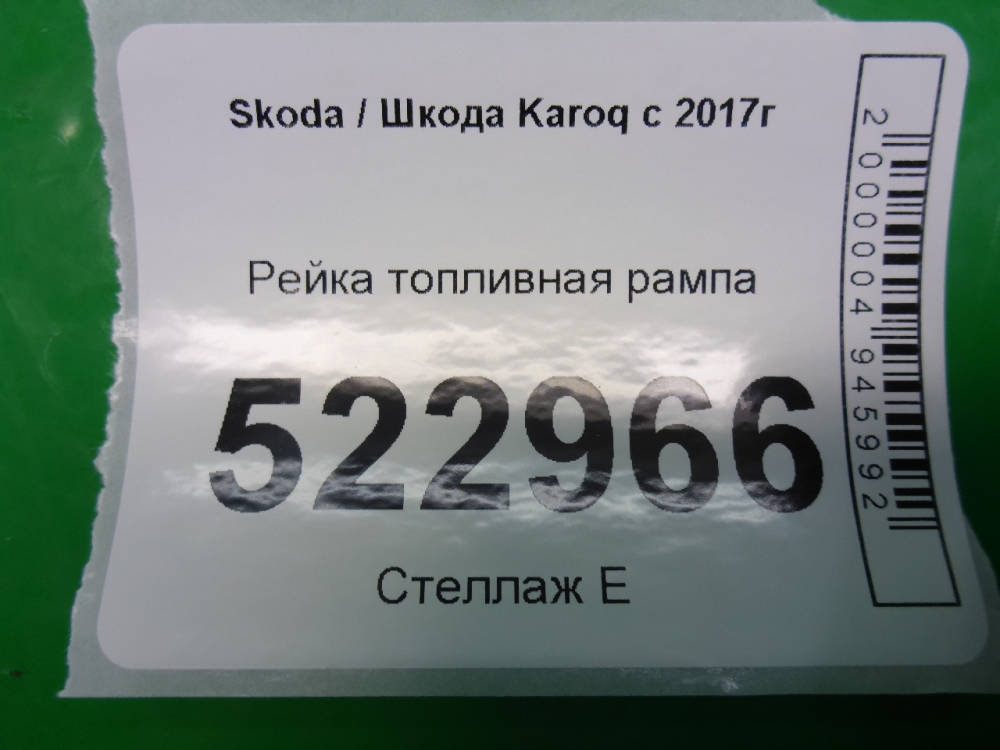 Skoda / Шкода Karoq с 2017г
Рейка топливная рампа
522966
Стеллаж Е
2000004945992